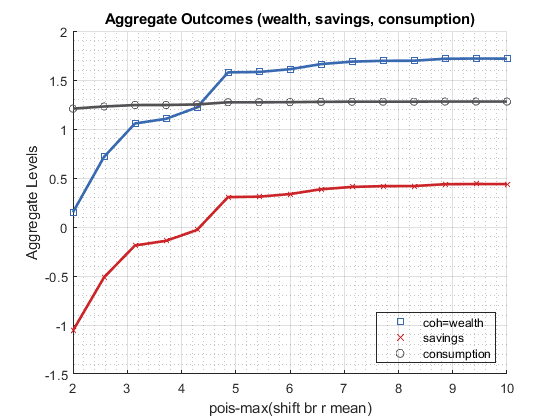 Aggregate Outcomes (wealth, savings, consumption)
2
1.5
1
0.5
0
-0.5
-1
-1.5
Aggregate Levels
coh=wealth
savings
consumption
2 3 4 5 6 7 8 9 10
pois-max(shift br r mean)